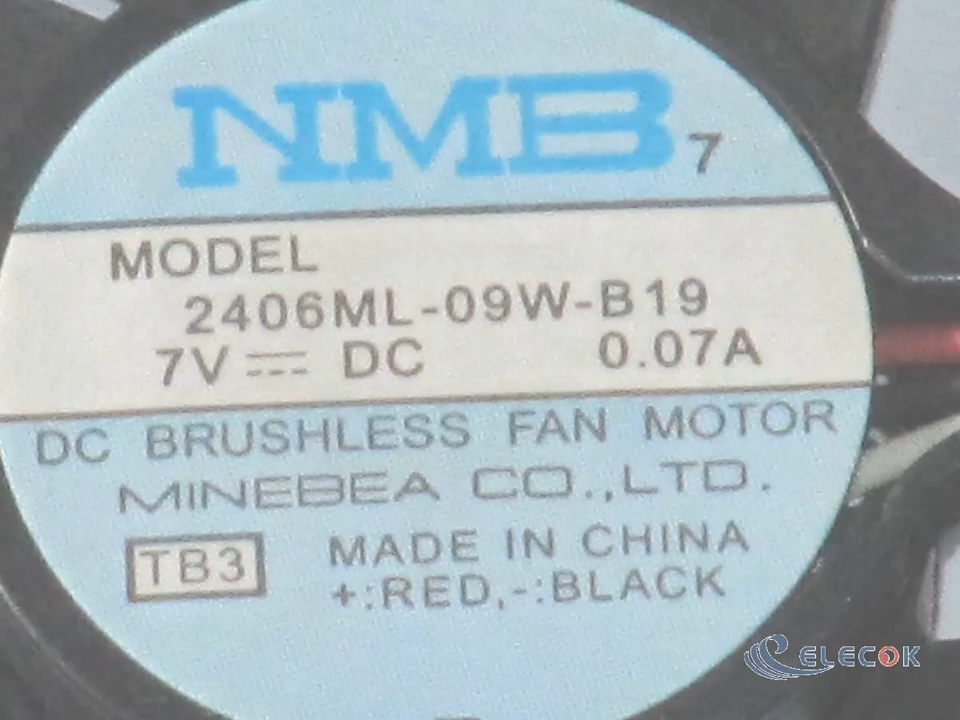 NMB 7
MODEL
2406ML-09W-B19
7V ⎓ DC 0.07A
DC BRUSHLESS FAN MOTOR
MINEBEA CO.,LTD.
TB3
MADE IN CHINA
+:RED,-:BLACK
ELECOK